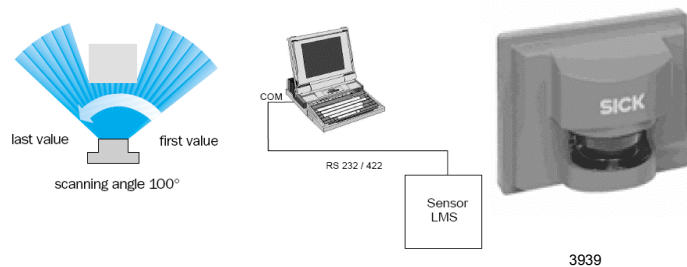 last value
first value
scanning angle 100°
COM
RS 232 / 422
Sensor
LMS
SICK
3939